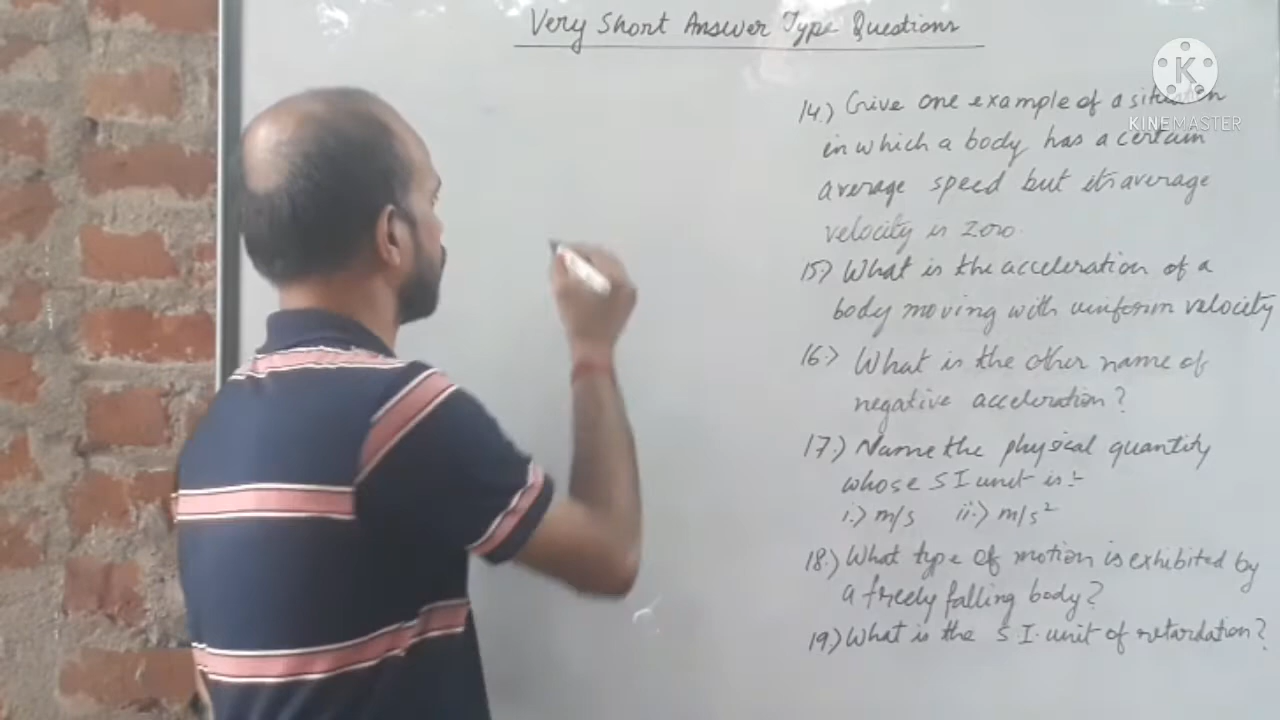 Very Short Answer Type Questions
14.) Give one example of a situation
in which a body has a certain
average speed but its average
velocity is zero.
15.) What is the acceleration of a
body moving with uniform velocity
16.> What is the other name of
negative acceleration?
17.) Name the physical quantity
whose S I unit is :-
i.> m/s ii.> m/s²
18.) What type of motion is exhibited by
a freely falling body?
19) What is the S.I. unit of retardation?
K
KINEMASTER